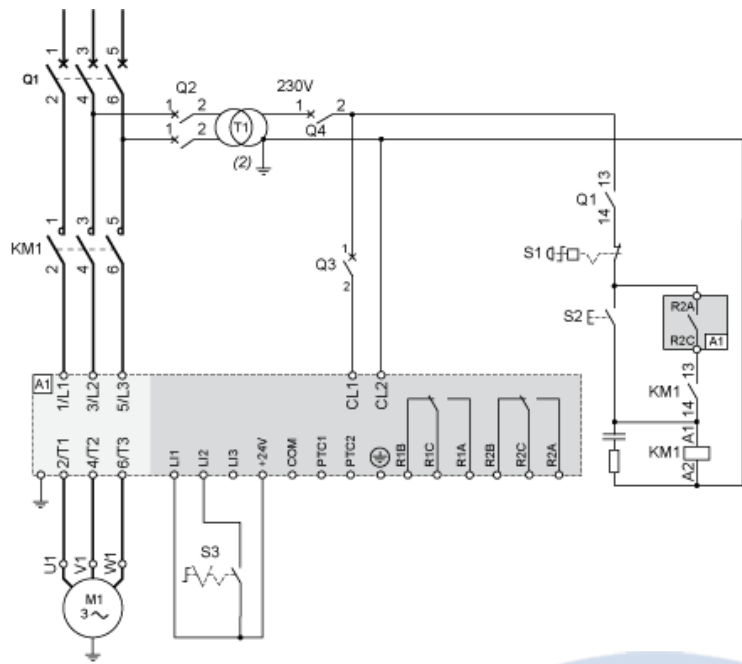 1 3 5
Q1
2 4 6
Q2
1 2
1 2
T1
(2)
230V
1 2
Q4
Q1
13
14
1 3 5
KM1
2 4 6
Q3
1
2
S1
S2
R2A
R2C
A1
13
KM1
14
A1
KM1
A2
A1
1/L1 3/L2 5/L3
CL1 CL2
2/T1 4/T2 6/T3
LI1 LI2 LI3 +24V COM PTC1 PTC2 R1B R1C R1A R2B R2C R2A
S3
U1 V1 W1
M1
3